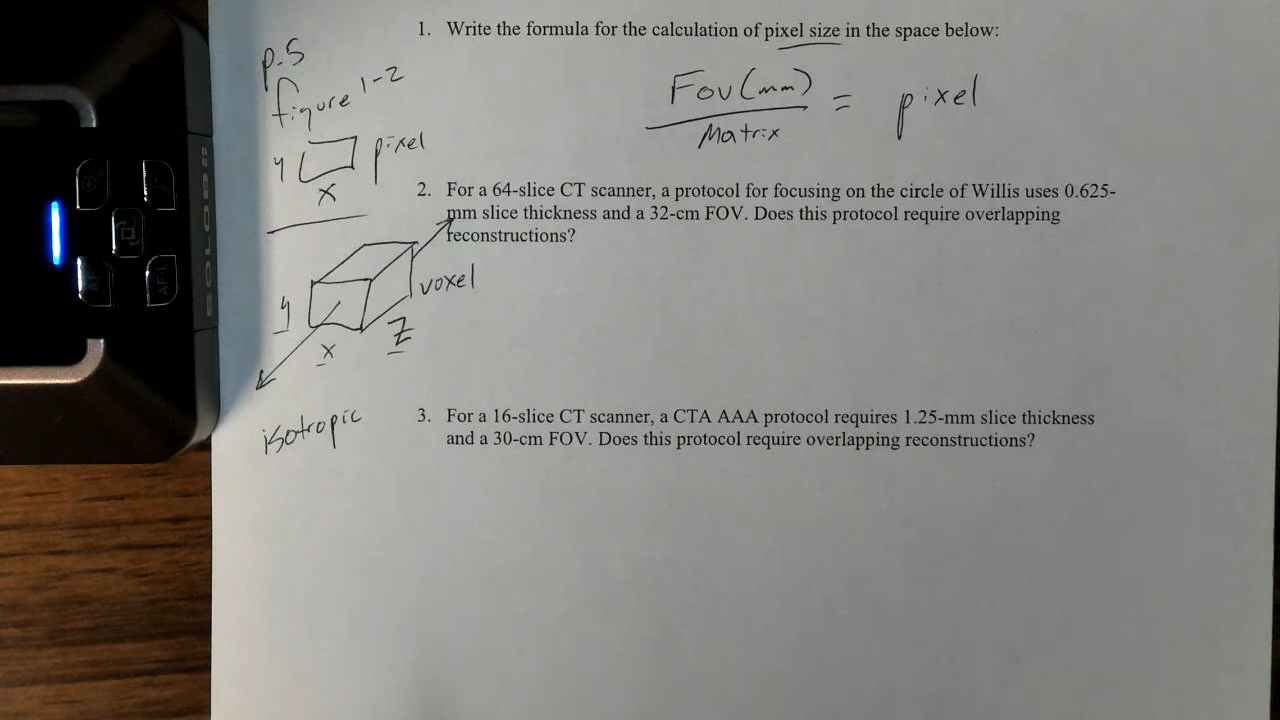 1. Write the formula for the calculation of pixel size in the space below:
Fov(mm)
Matrix
= pixel
p.5
figure 1-2
y
pixel
x
2. For a 64-slice CT scanner, a protocol for focusing on the circle of Willis uses 0.625-
mm slice thickness and a 32-cm FOV. Does this protocol require overlapping
reconstructions?
voxel
y
x
z
isotropic
3. For a 16-slice CT scanner, a CTA AAA protocol requires 1.25-mm slice thickness
and a 30-cm FOV. Does this protocol require overlapping reconstructions?
AF
AF-L